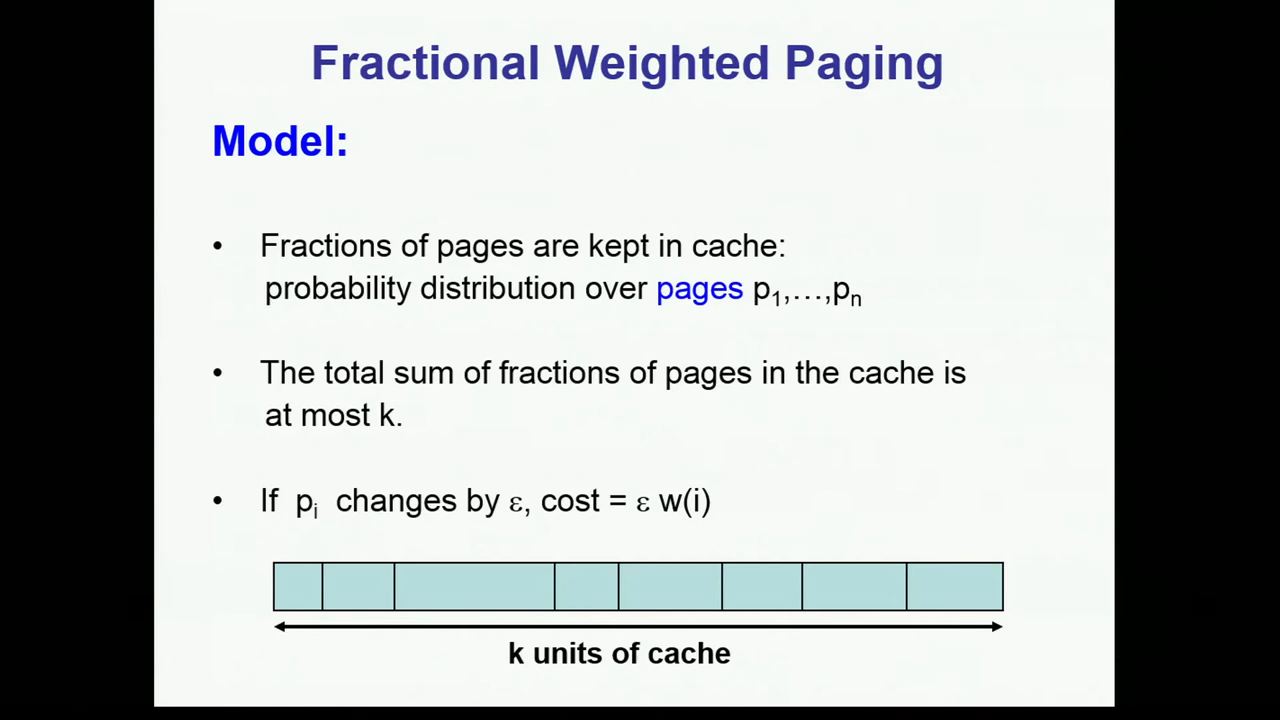 Fractional Weighted Paging
Model:
• Fractions of pages are kept in cache:
probability distribution over pages p₁,…,pₙ
• The total sum of fractions of pages in the cache is
at most k.
• If pᵢ changes by ε, cost = ε w(i)
k units of cache